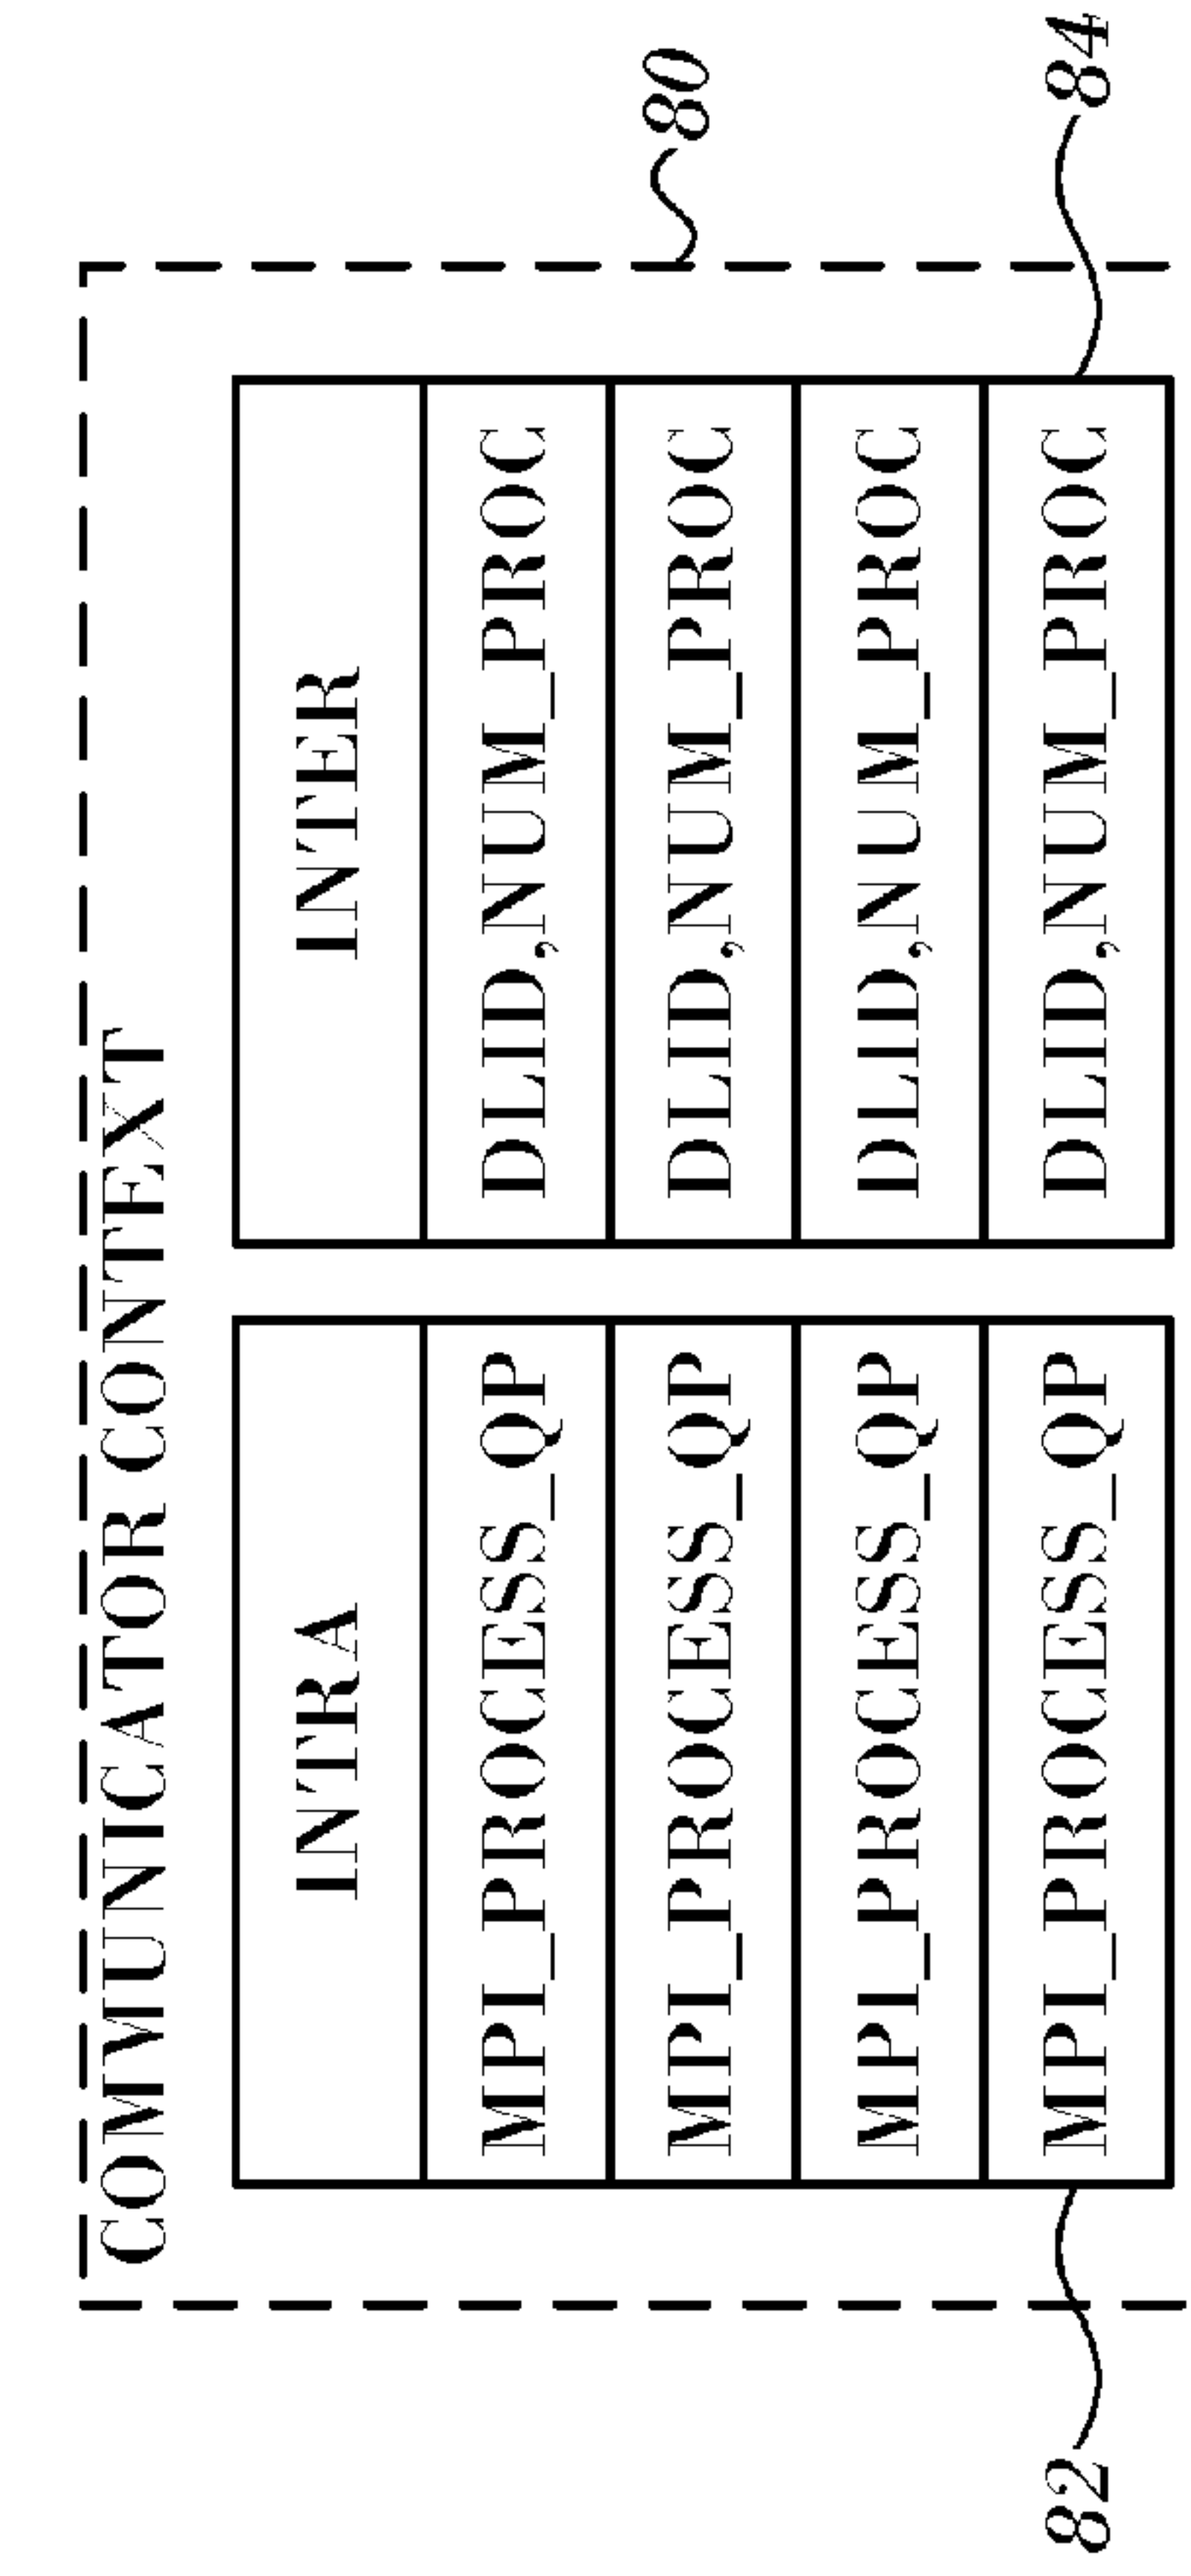 COMMUNICATOR CONTEXT
80
INTRA
MPI_PROCESS_QP
MPI_PROCESS_QP
MPI_PROCESS_QP
MPI_PROCESS_QP
INTER
DLID,NUM_PROC
DLID,NUM_PROC
DLID,NUM_PROC
DLID,NUM_PROC
82
84